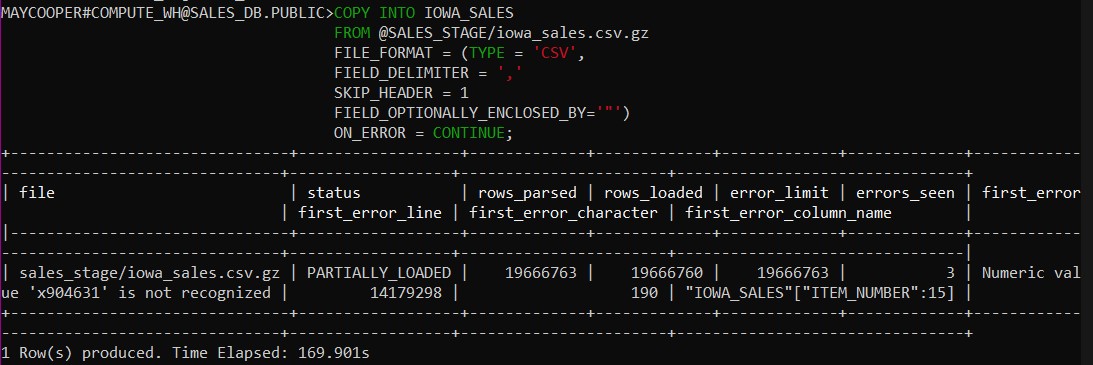 MAYCOOPER#COMPUTE_WH@SALES_DB.PUBLIC>COPY INTO IOWA_SALES
FROM @SALES_STAGE/iowa_sales.csv.gz
FILE_FORMAT = (TYPE = 'CSV',
FIELD_DELIMITER = ','
SKIP_HEADER = 1
FIELD_OPTIONALLY_ENCLOSED_BY='"')
ON_ERROR = CONTINUE;
| file | status | rows_parsed | rows_loaded | error_limit | errors_seen | first_error
| first_error_line | first_error_character | first_error_column_name |
| sales_stage/iowa_sales.csv.gz | PARTIALLY_LOADED | 19666763 | 19666760 | 19666763 | 3 | Numeric val
ue 'x904631' is not recognized | 14179298 | 190 | "IOWA_SALES"["ITEM_NUMBER":15] |
1 Row(s) produced. Time Elapsed: 169.901s